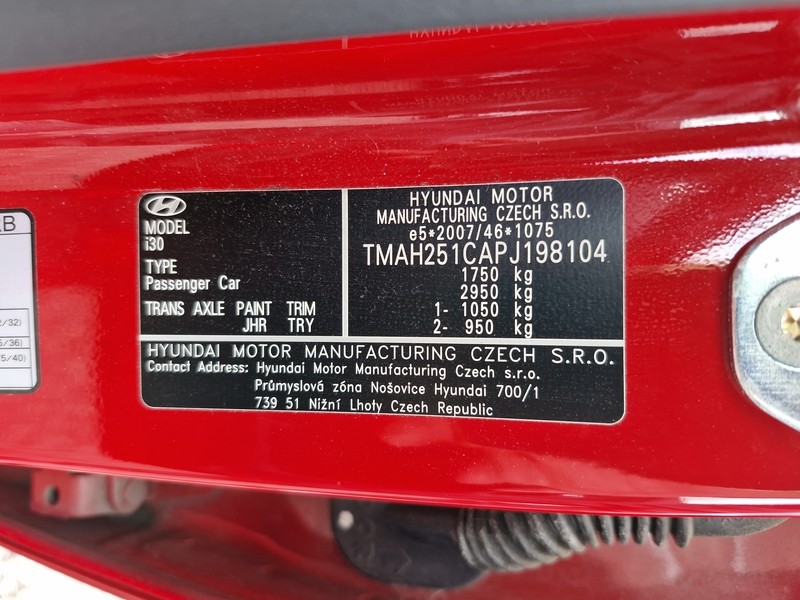 MODEL
i30
TYPE
Passenger Car
TRANS AXLE PAINT TRIM
JHR TRY
HYUNDAI MOTOR
MANUFACTURING CZECH S.R.O.
e5*2007/46*1075
TMAH251CAPJ198104
1750 kg
2950 kg
1- 1050 kg
2- 950 kg
HYUNDAI MOTOR MANUFACTURING CZECH S.R.O.
Contact Address: Hyundai Motor Manufacturing Czech s.r.o.
Průmyslová zóna Nošovice Hyundai 700/1
739 51 Nižní Lhoty Czech Republic